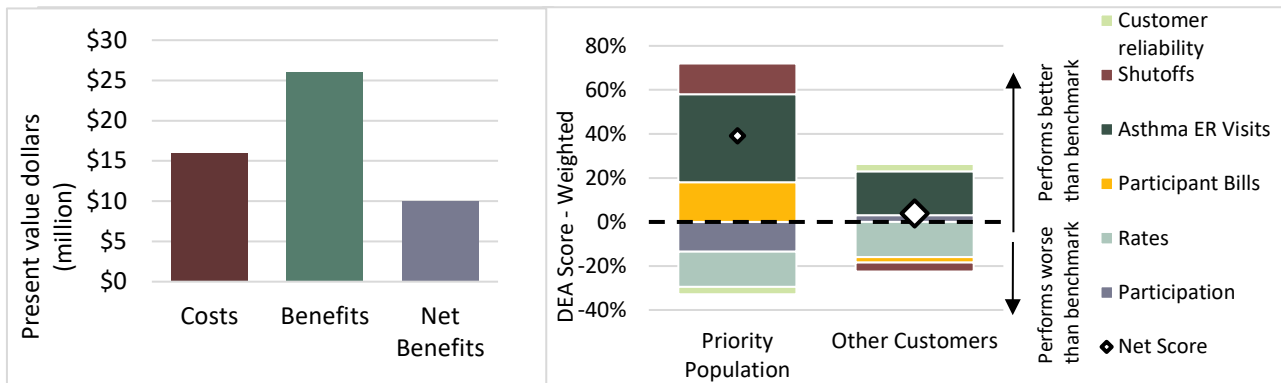 Present value dollars
(million)
$30
$25
$20
$15
$10
$5
$0
Costs
Benefits
Net
Benefits
DEA Score - Weighted
80%
60%
40%
20%
0%
-20%
-40%
Priority
Population
Other Customers
Performs better
than benchmark
Performs worse
than benchmark
Customer
reliability
Shutoffs
Asthma ER Visits
Participant Bills
Rates
Participation
Net Score